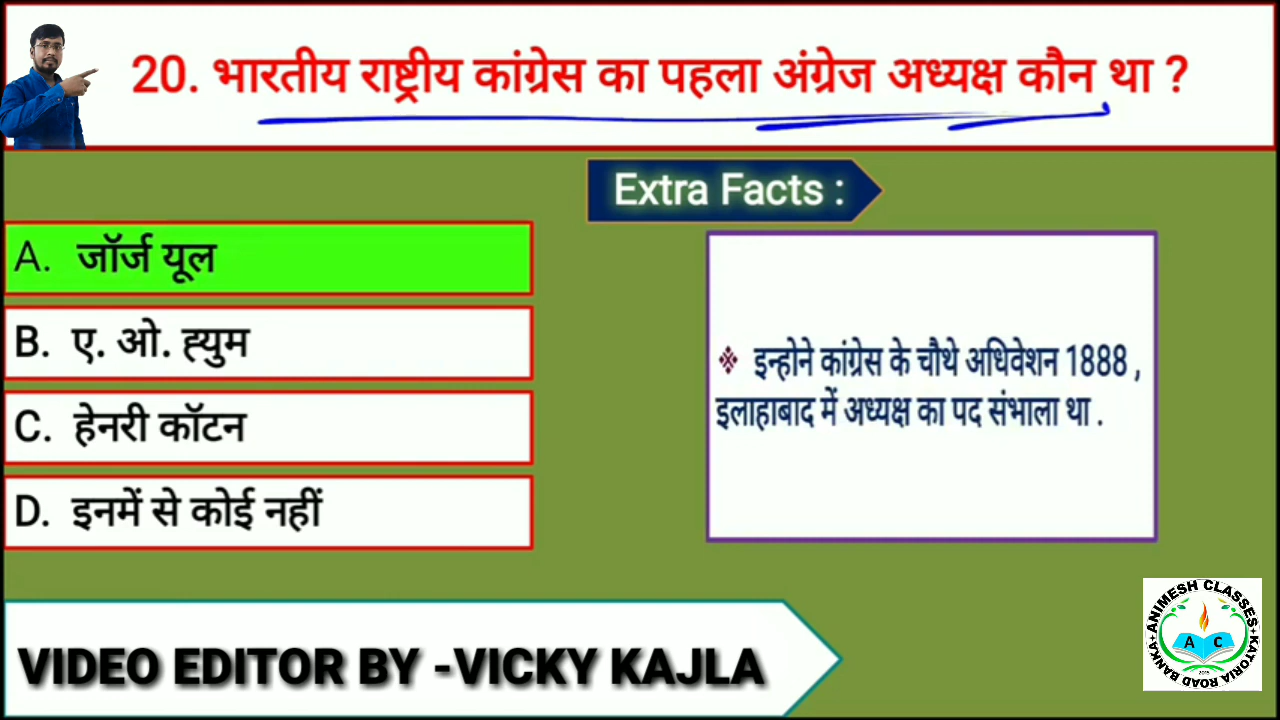 20. भारतीय राष्ट्रीय कांग्रेस का पहला अंग्रेज अध्यक्ष कौन था ?
Extra Facts :
A. जॉर्ज यूल
B. ए. ओ. ह्युम
C. हेनरी कॉटन
D. इनमें से कोई नहीं
※ इन्होने कांग्रेस के चौथे अधिवेशन 1888 ,
इलाहाबाद में अध्यक्ष का पद संभाला था .
VIDEO EDITOR BY -VICKY KAJLA
ANIMESH CLASSES
KATORIA ROAD BANKA
A C